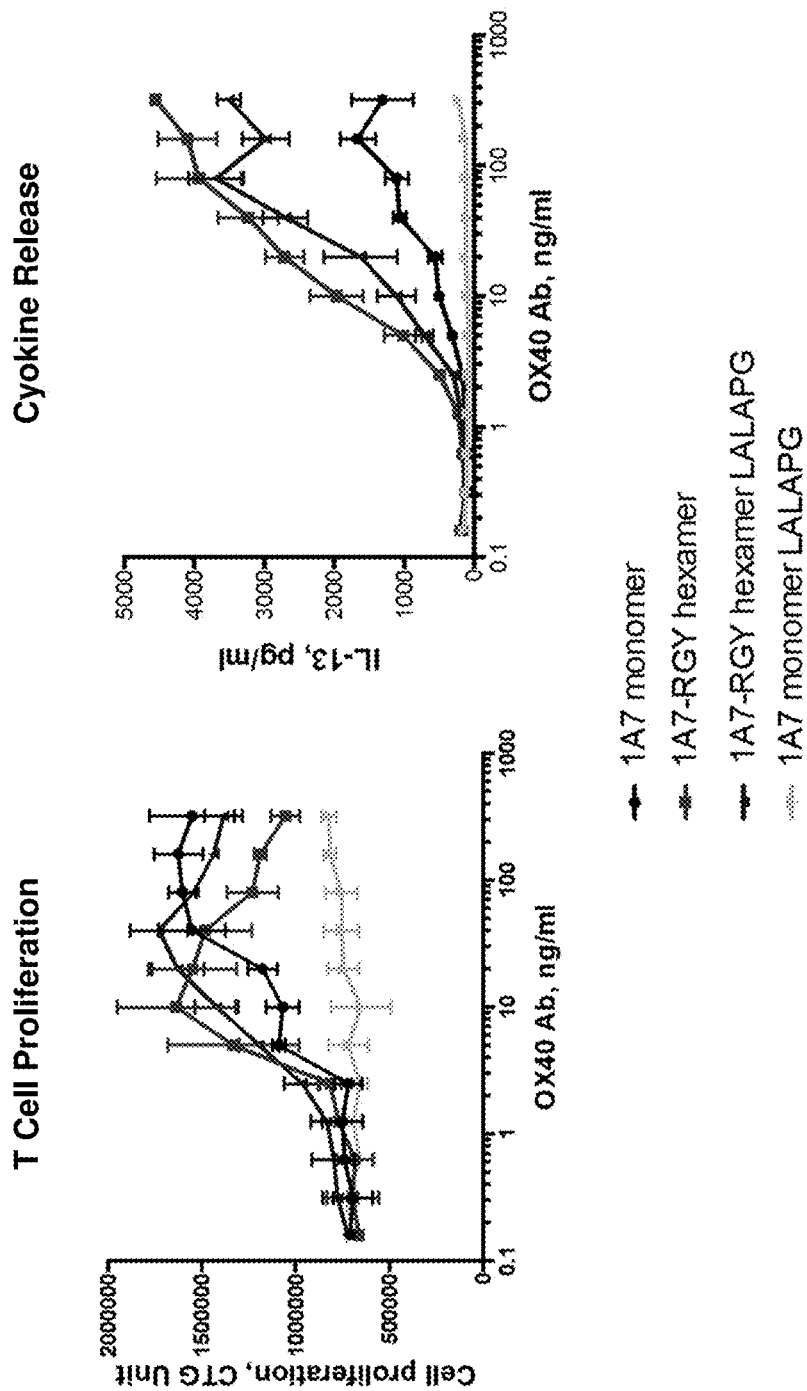 T Cell Proliferation
Cell proliferation, CTG Unit
2000000
1500000
1000000
500000
0
0.1
1
10
100
1000
OX40 Ab, ng/ml
Cyokine Release
IL-13, pg/ml
5000
4000
3000
2000
1000
0
0.1
1
10
100
1000
OX40 Ab, ng/ml
1A7 monomer
1A7-RGY hexamer
1A7-RGY hexamer LALAPG
1A7 monomer LALAPG